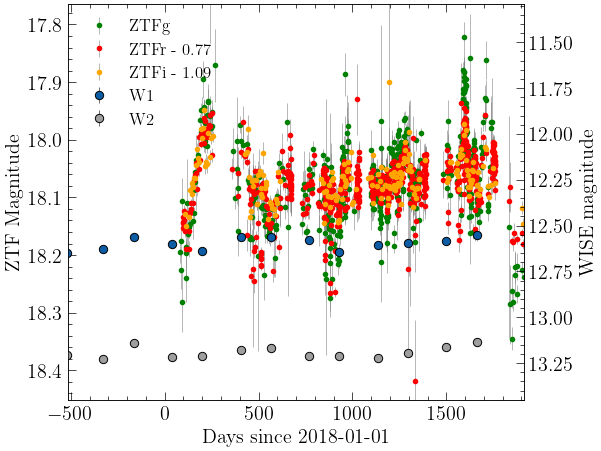 ZTFg
ZTFr - 0.77
ZTFi - 1.09
W1
W2
17.8
17.9
18.0
18.1
18.2
18.3
18.4
ZTF Magnitude
11.50
11.75
12.00
12.25
12.50
12.75
13.00
13.25
WISE magnitude
−500
0
500
1000
1500
Days since 2018-01-01